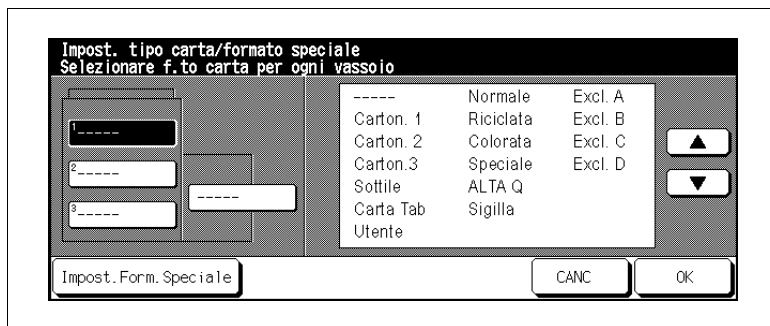 Impost. tipo carta/formato speciale
Selezionare f.to carta per ogni vassoio
1-----
2-----
3-----
-----
----- Normale Excl. A
Carton. 1 Riciclata Excl. B
Carton. 2 Colorata Excl. C
Carton.3 Speciale Excl. D
Sottile ALTA Q
Carta Tab Sigilla
Utente
Impost.Form.Speciale CANC OK